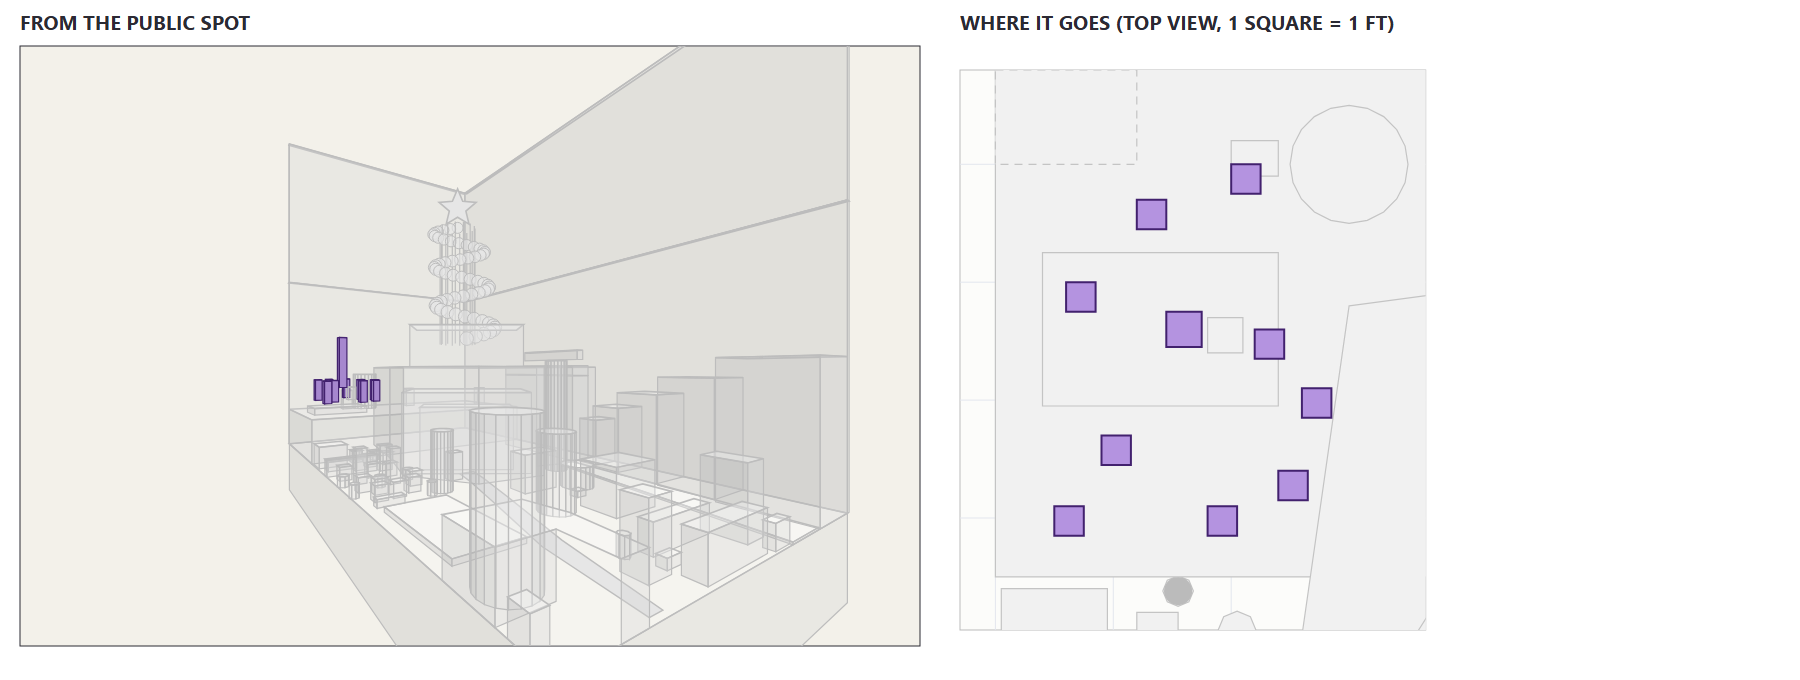 FROM THE PUBLIC SPOT
WHERE IT GOES (TOP VIEW, 1 SQUARE = 1 FT)